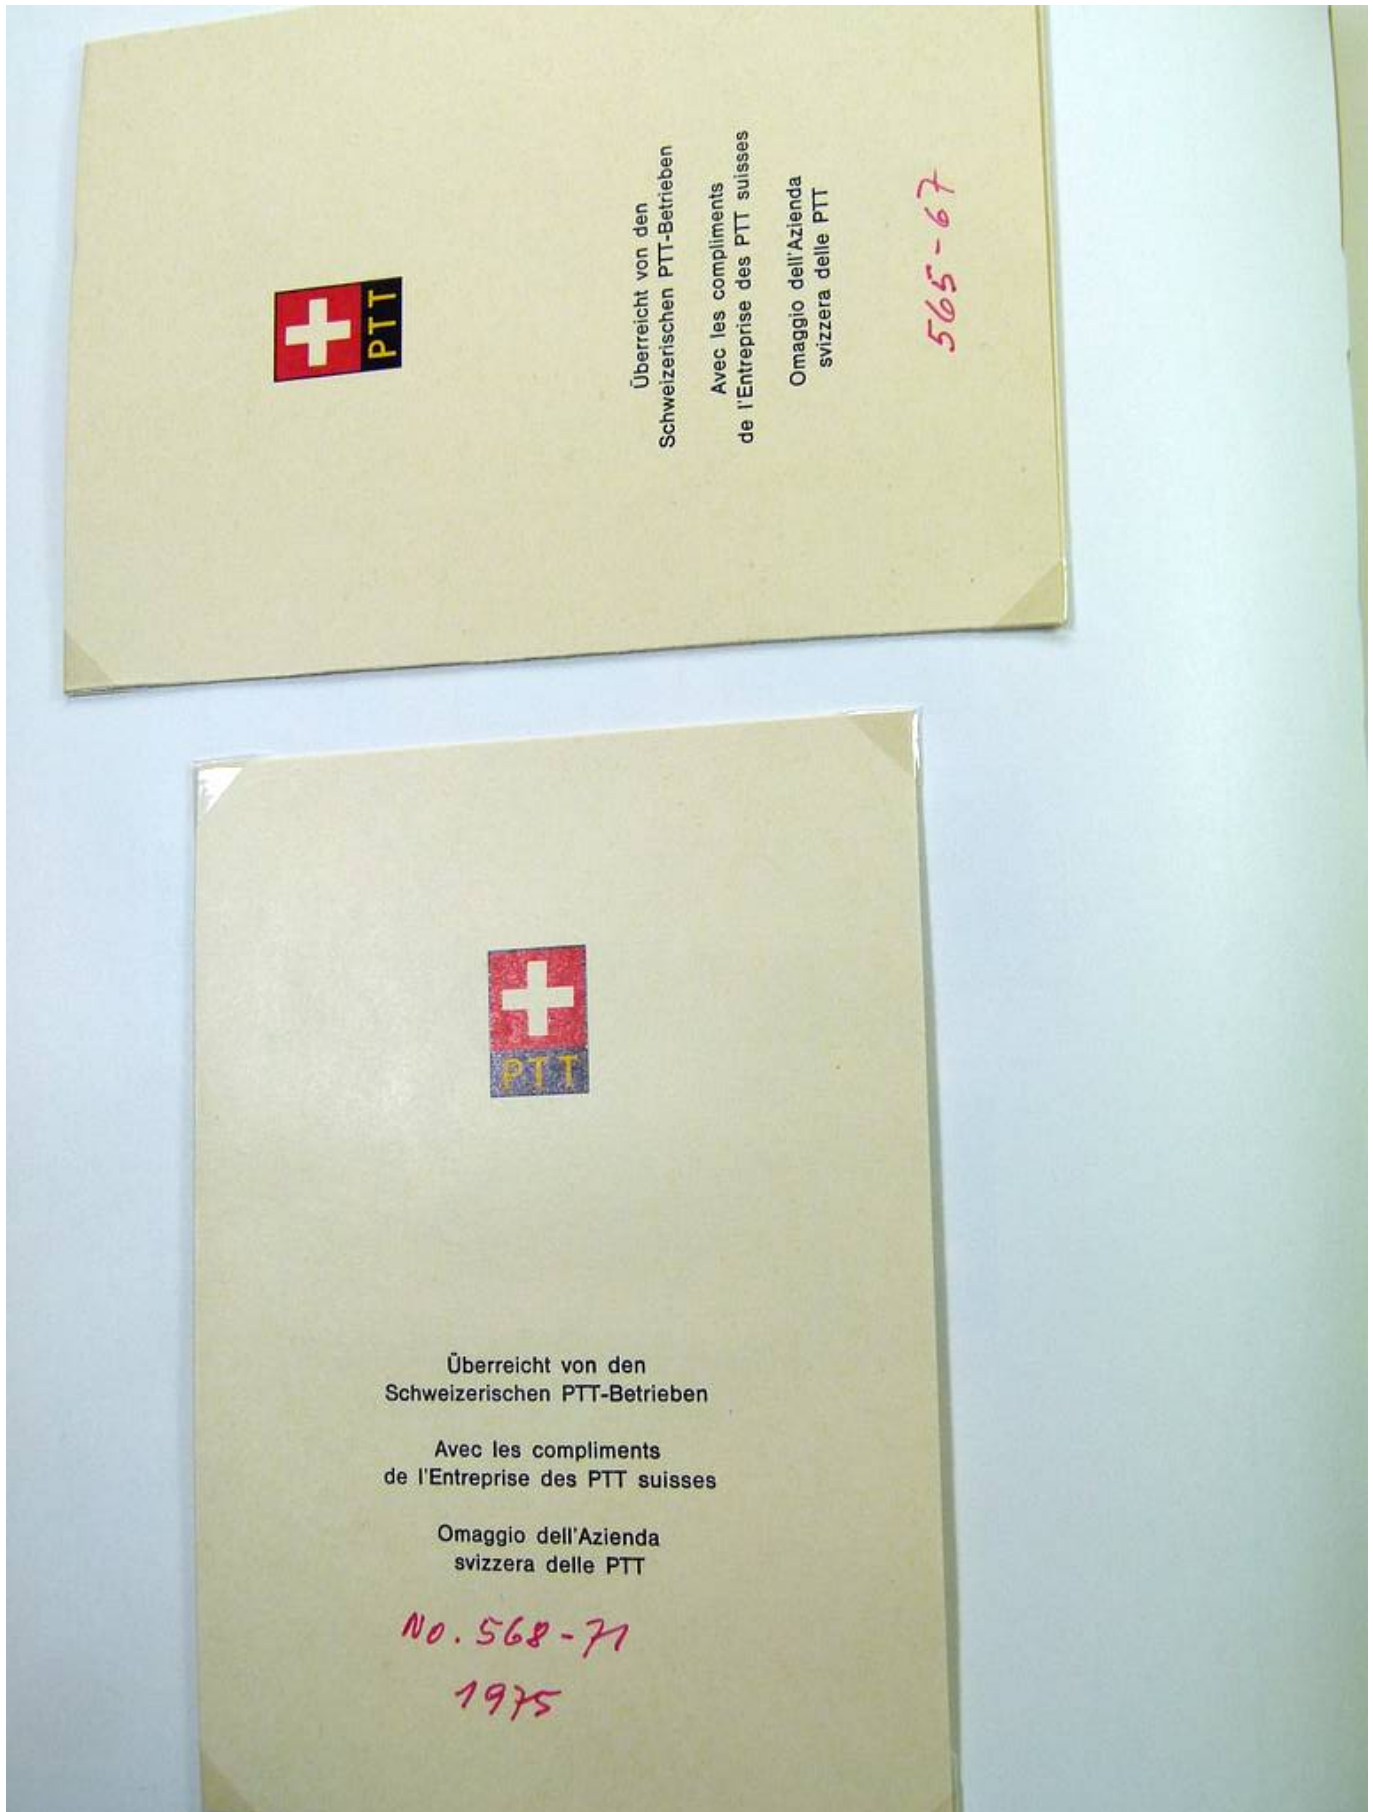 PTT
Überreicht von den
Schweizerischen PTT-Betrieben
Avec les compliments
de l'Entreprise des PTT suisses
Omaggio dell'Azienda
svizzera delle PTT
565-67
PTT
Überreicht von den
Schweizerischen PTT-Betrieben
Avec les compliments
de l'Entreprise des PTT suisses
Omaggio dell'Azienda
svizzera delle PTT
No. 568-71
1975